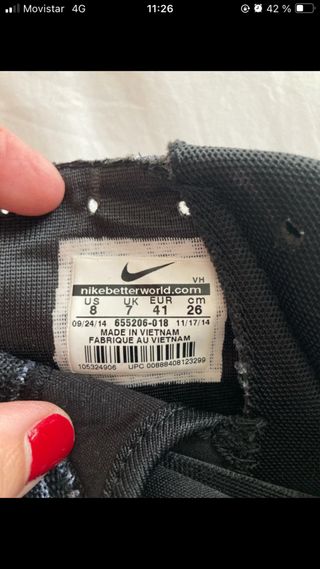 Movistar 4G 11:26 42 %
VH
nikebetterworld.com
US UK EUR cm
8 7 41 26
09/24/14 655206-018 11/17/14
MADE IN VIETNAM
FABRIQUE AU VIETNAM
105324906 UPC 00888408123299